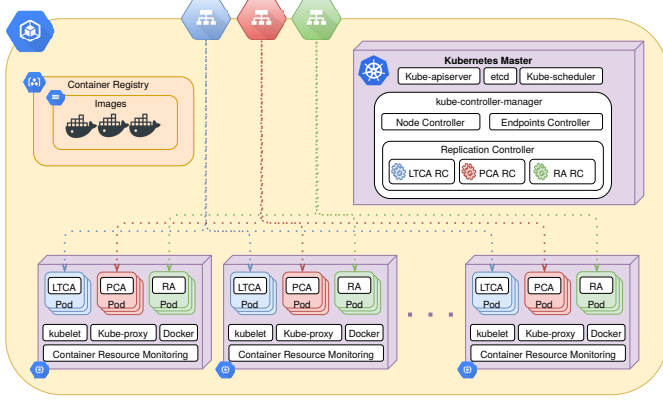 Container Registry
Images
Kubernetes Master
Kube-apiserver etcd Kube-scheduler
kube-controller-manager
Node Controller Endpoints Controller
Replication Controller
LTCA RC PCA RC RA RC
LTCA PCA RA
Pod Pod Pod
kubelet Kube-proxy Docker
Container Resource Monitoring
LTCA PCA RA
Pod Pod Pod
kubelet Kube-proxy Docker
Container Resource Monitoring
LTCA PCA RA
Pod Pod Pod
kubelet Kube-proxy Docker
Container Resource Monitoring